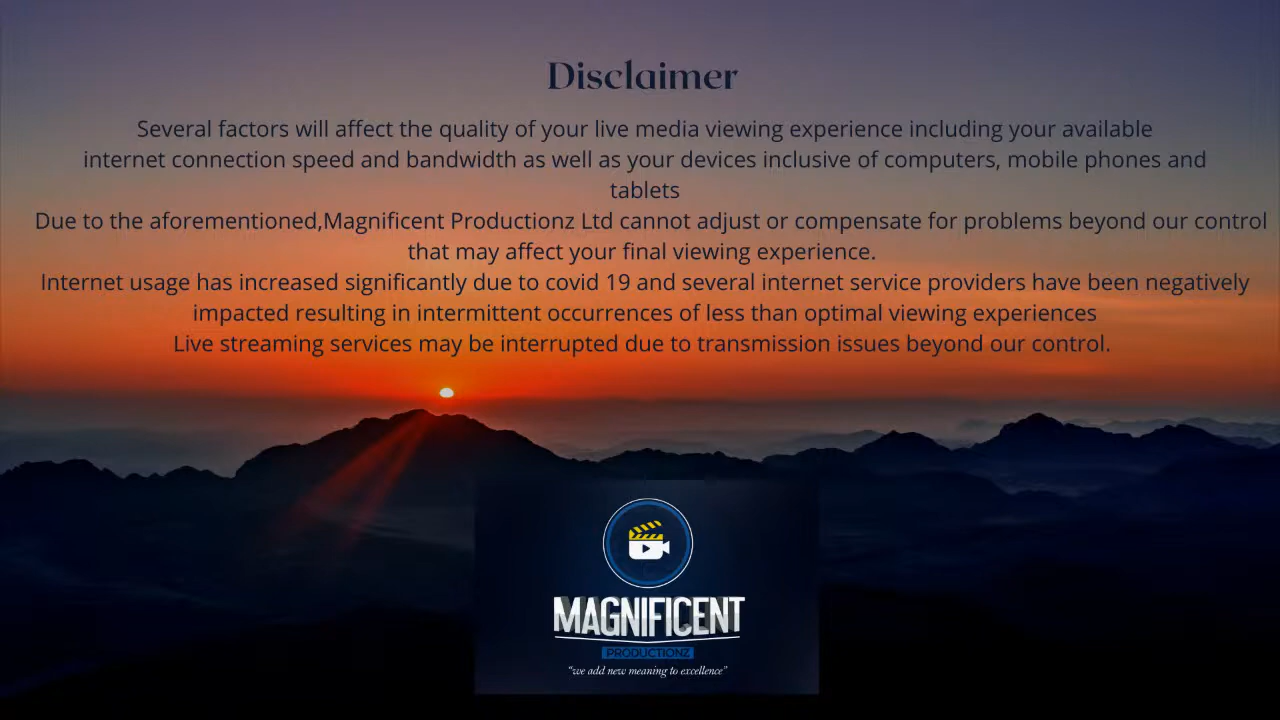 Disclaimer
Several factors will affect the quality of your live media viewing experience including your available
internet connection speed and bandwidth as well as your devices inclusive of computers, mobile phones and
tablets
Due to the aforementioned,Magnificent Productionz Ltd cannot adjust or compensate for problems beyond our control
that may affect your final viewing experience.
Internet usage has increased significantly due to covid 19 and several internet service providers have been negatively
impacted resulting in intermittent occurrences of less than optimal viewing experiences
Live streaming services may be interrupted due to transmission issues beyond our control.
MAGNIFICENT
PRODUCTIONZ
“we add new meaning to excellence”